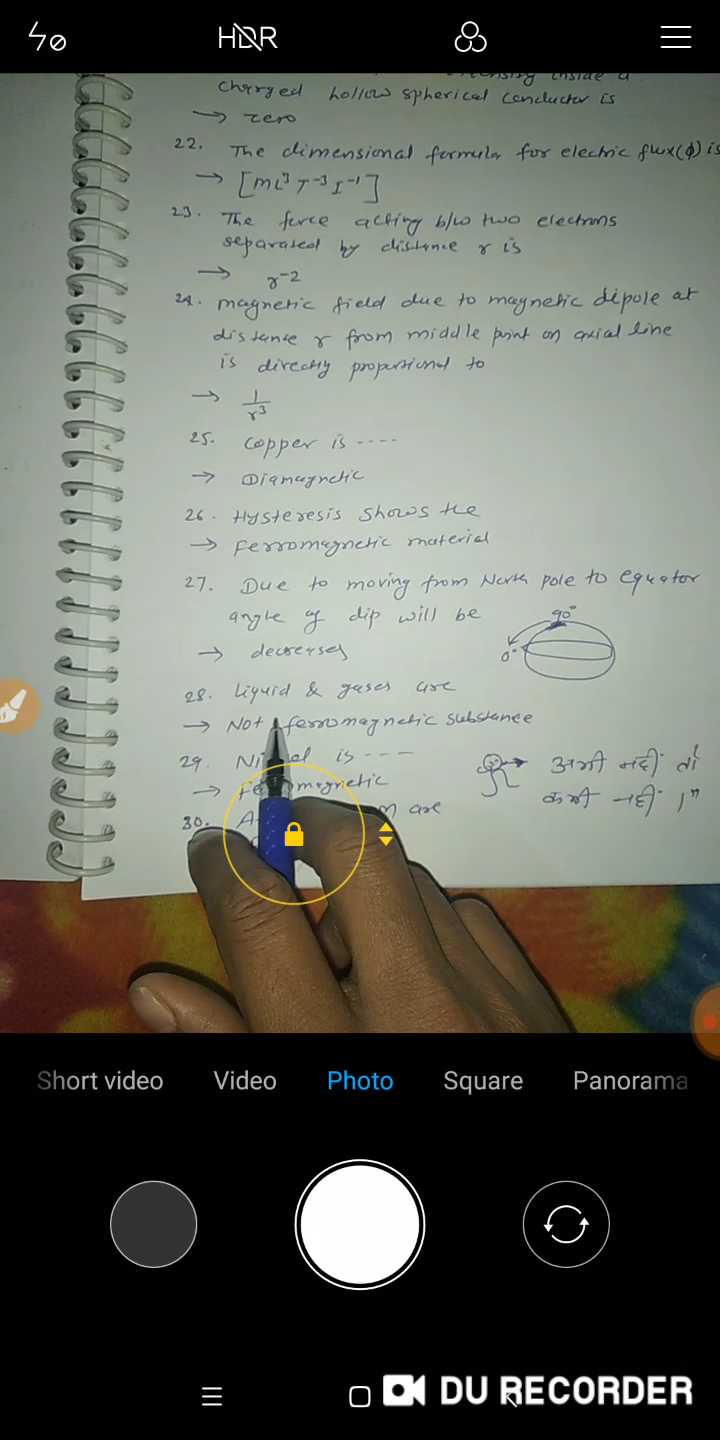 HDR
charged hollow spherical conductor is
→ zero
22. The dimensional formula for electric flux(ϕ) is
→ [ML³T⁻³I⁻¹]
23. The force acting b/w two electrons
separated by distance r is
→ r⁻²
24. magnetic field due to magnetic dipole at
distance r from middle point on axial line
is directly proportional to
→ 1/r³
25. Copper is ----
→ Diamagnetic
26. Hysteresis shows the
→ Ferromagnetic material
27. Due to moving from North pole to equator
angle of dip will be
90°
0°
→ decreases
28. Liquid & gases are
→ Not ferromagnetic substance
29. is ---
→
अभी नहीं तो
कभी नहीं ।"
30. are
Short video Video Photo Square Panorama
DU RECORDER